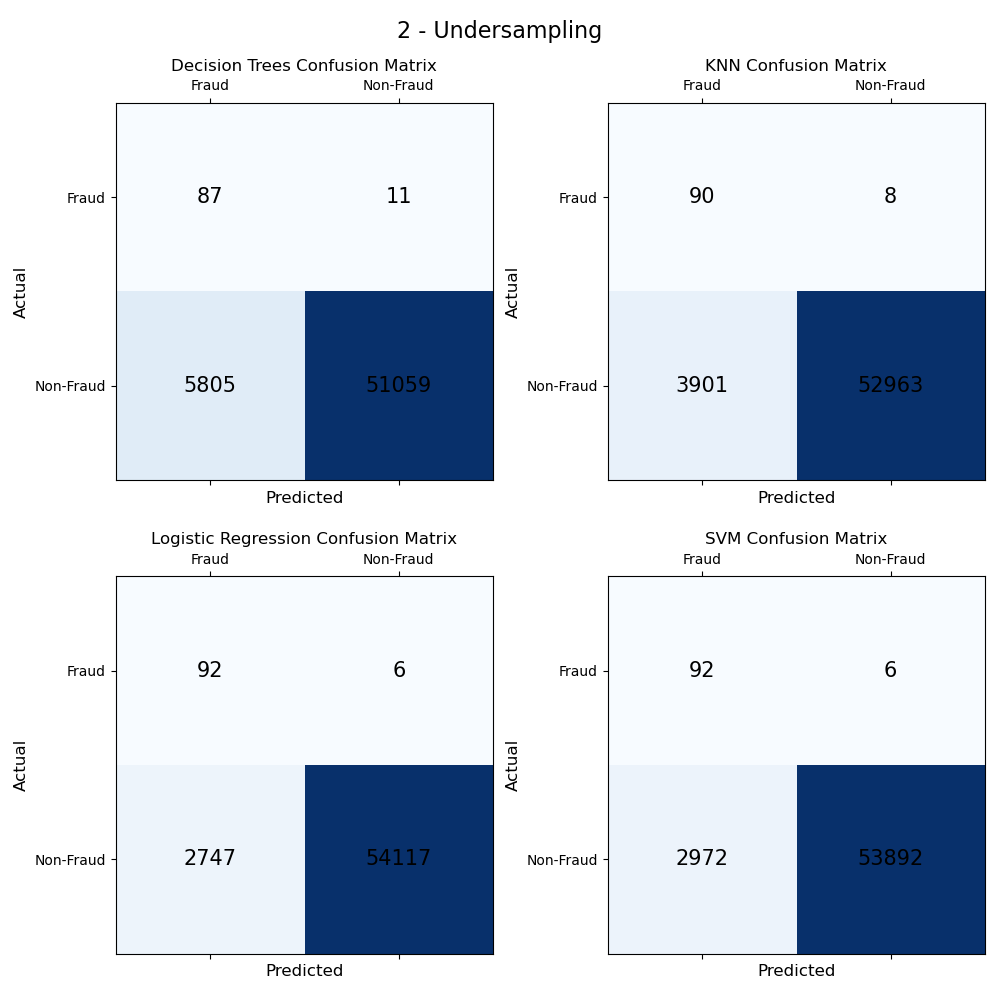 2 - Undersampling
Decision Trees Confusion Matrix
Fraud Non-Fraud
Fraud 87 11
Actual
Non-Fraud 5805 51059
Predicted
KNN Confusion Matrix
Fraud Non-Fraud
Fraud 90 8
Actual
Non-Fraud 3901 52963
Predicted
Logistic Regression Confusion Matrix
Fraud Non-Fraud
Fraud 92 6
Actual
Non-Fraud 2747 54117
Predicted
SVM Confusion Matrix
Fraud Non-Fraud
Fraud 92 6
Actual
Non-Fraud 2972 53892
Predicted